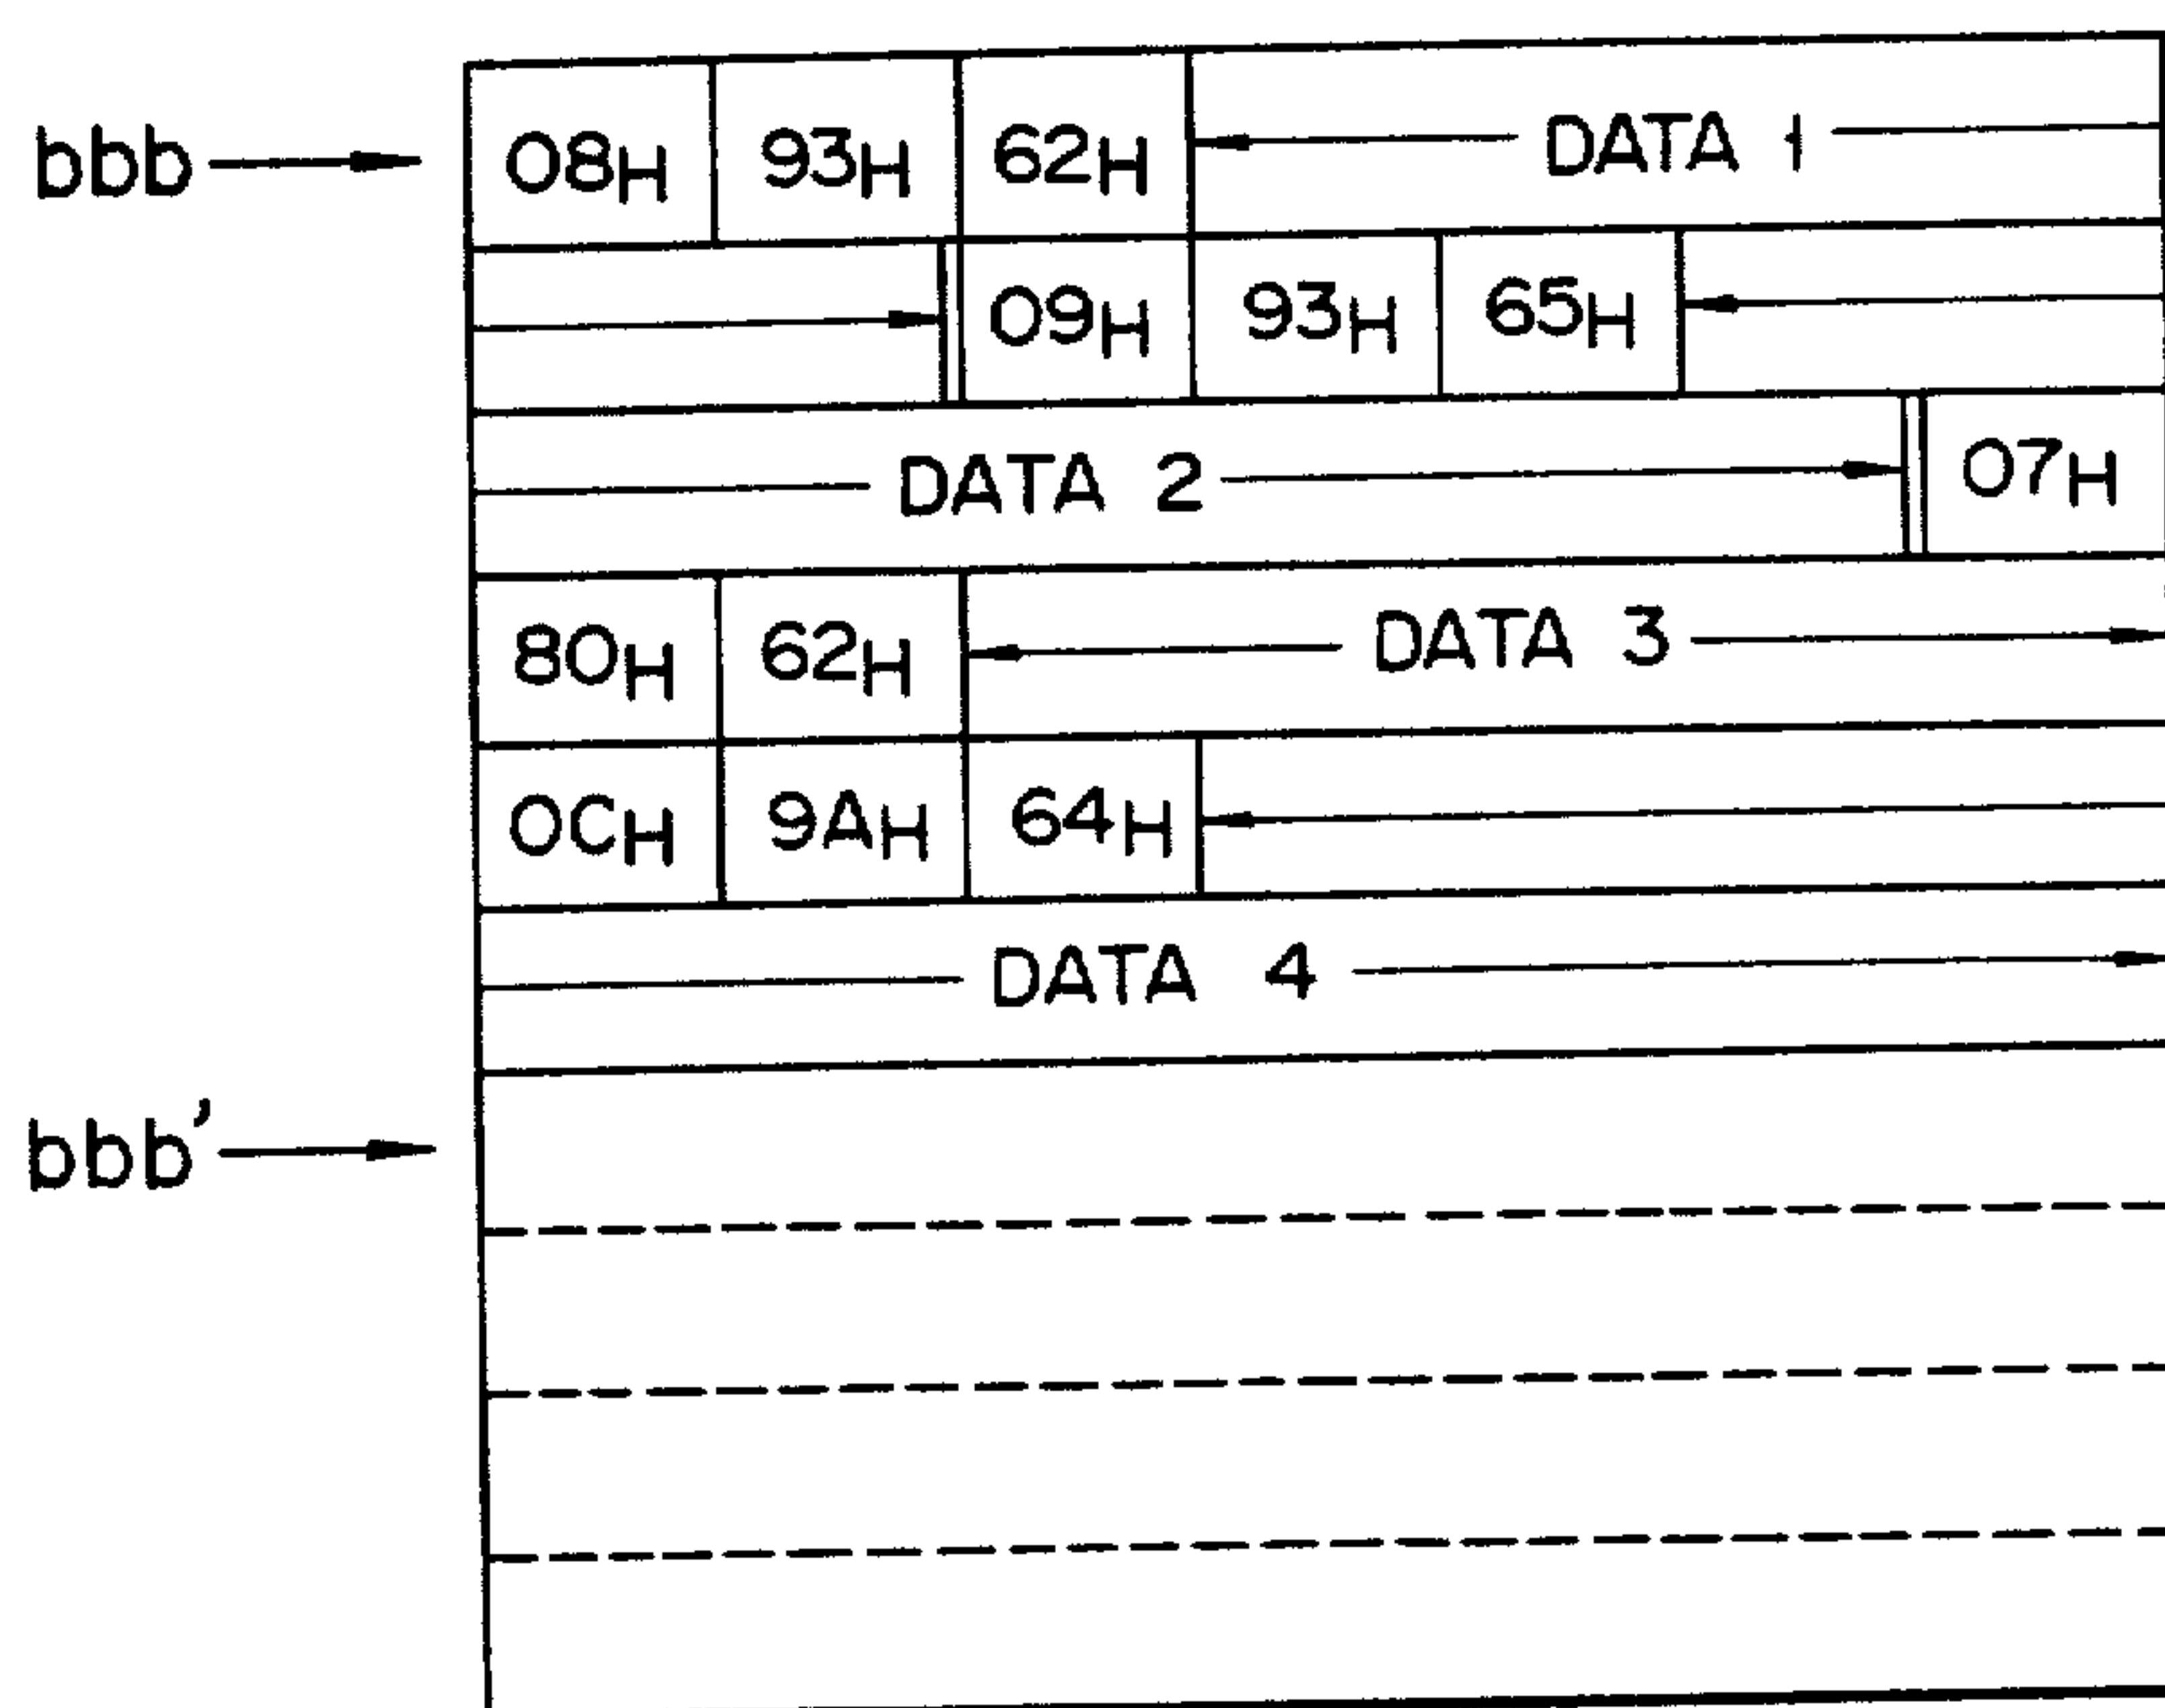 bbb 08H 93H 62H DATA 1
09H 93H 65H
DATA 2 07H
80H 62H DATA 3
0CH 9AH 64H
DATA 4
bbb'